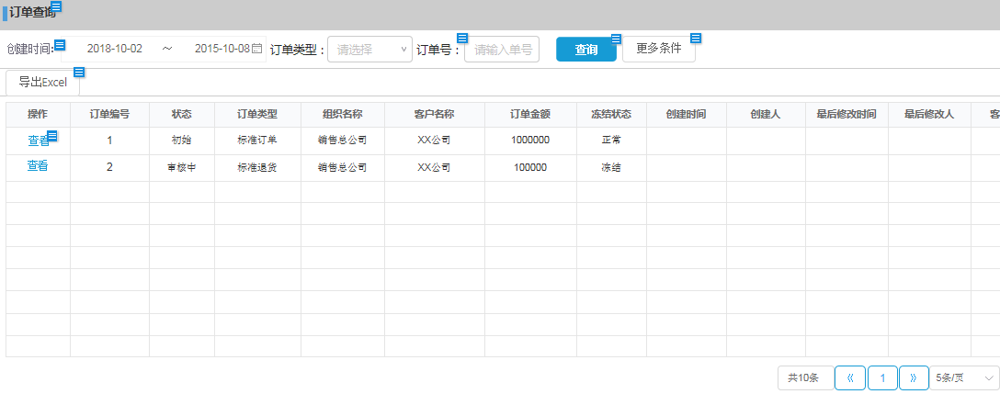 订单查询
创建时间: 2018-10-02 ~ 2015-10-08 订单类型： 请选择 订单号： 请输入单号 查询 更多条件
导出Excel
操作 订单编号 状态 订单类型 组织名称 客户名称 订单金额 冻结状态 创建时间 创建人 最后修改时间 最后修改人 客
查看 1 初始 标准订单 销售总公司 XX公司 1000000 正常
查看 2 审核中 标准退货 销售总公司 XX公司 100000 冻结
共10条 《 1 》 5条/页